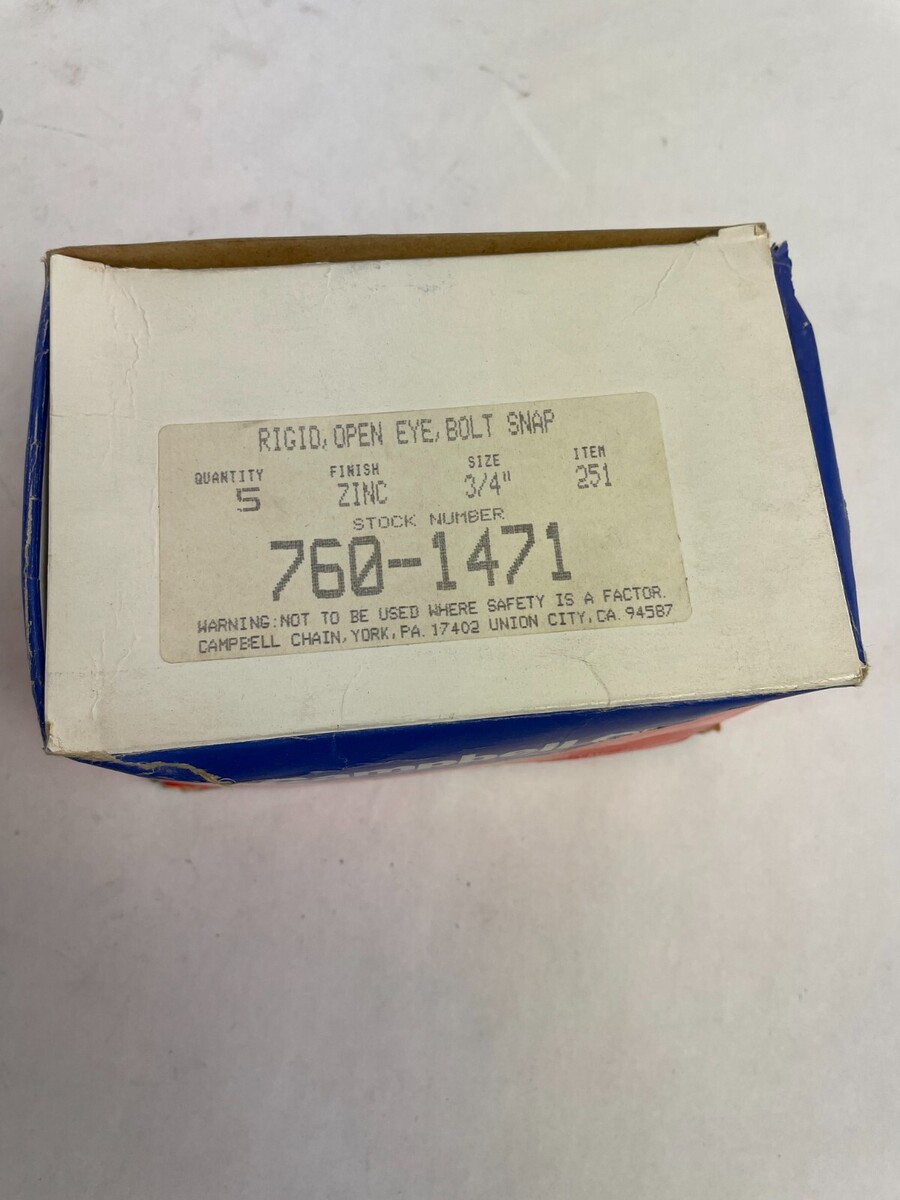 RIGID, OPEN EYE, BOLT SNAP
QUANTITY FINISH SIZE ITEM
5 ZINC 3/4" 251
STOCK NUMBER
760-1471
WARNING: NOT TO BE USED WHERE SAFETY IS A FACTOR.
CAMPBELL CHAIN, YORK, PA. 17402 UNION CITY, CA. 94587